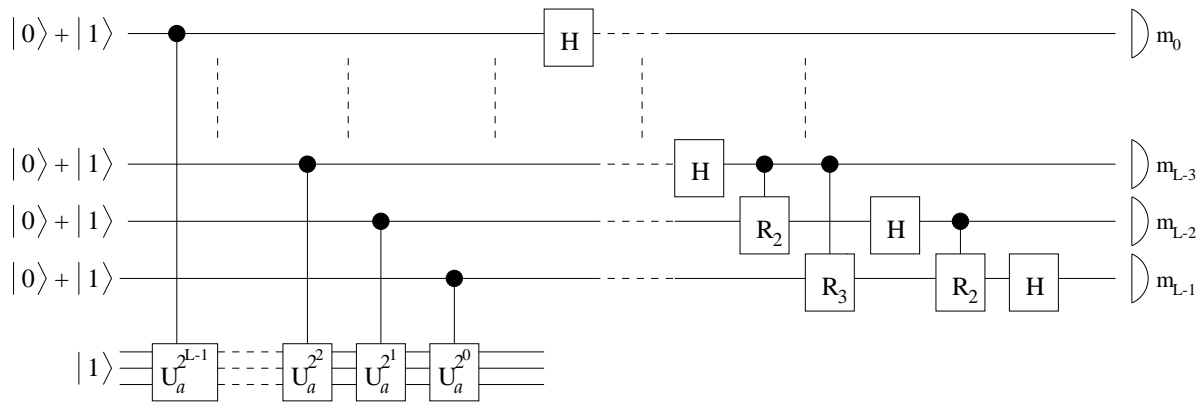 |0⟩ + |1⟩ H m₀
|0⟩ + |1⟩ H m_{L-3}
|0⟩ + |1⟩ R₂ H m_{L-2}
|0⟩ + |1⟩ R₃ R₂ H m_{L-1}
|1⟩ U_a^{2^{L-1}} U_a^{2^2} U_a^{2^1} U_a^{2^0}